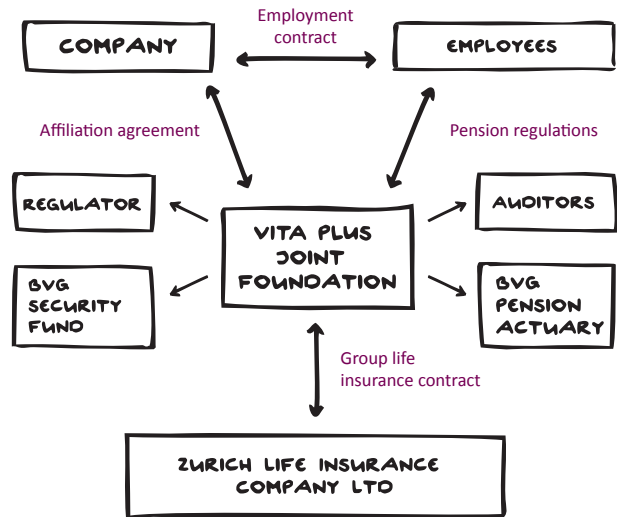 Employment
contract
COMPANY
EMPLOYEES
Affiliation agreement
Pension regulations
REGULATOR
AUDITORS
VITA PLUS
JOINT
FOUNDATION
BVG
SECURITY
FUND
BVG
PENSION
ACTUARY
Group life
insurance contract
ZURICH LIFE INSURANCE
COMPANY LTD